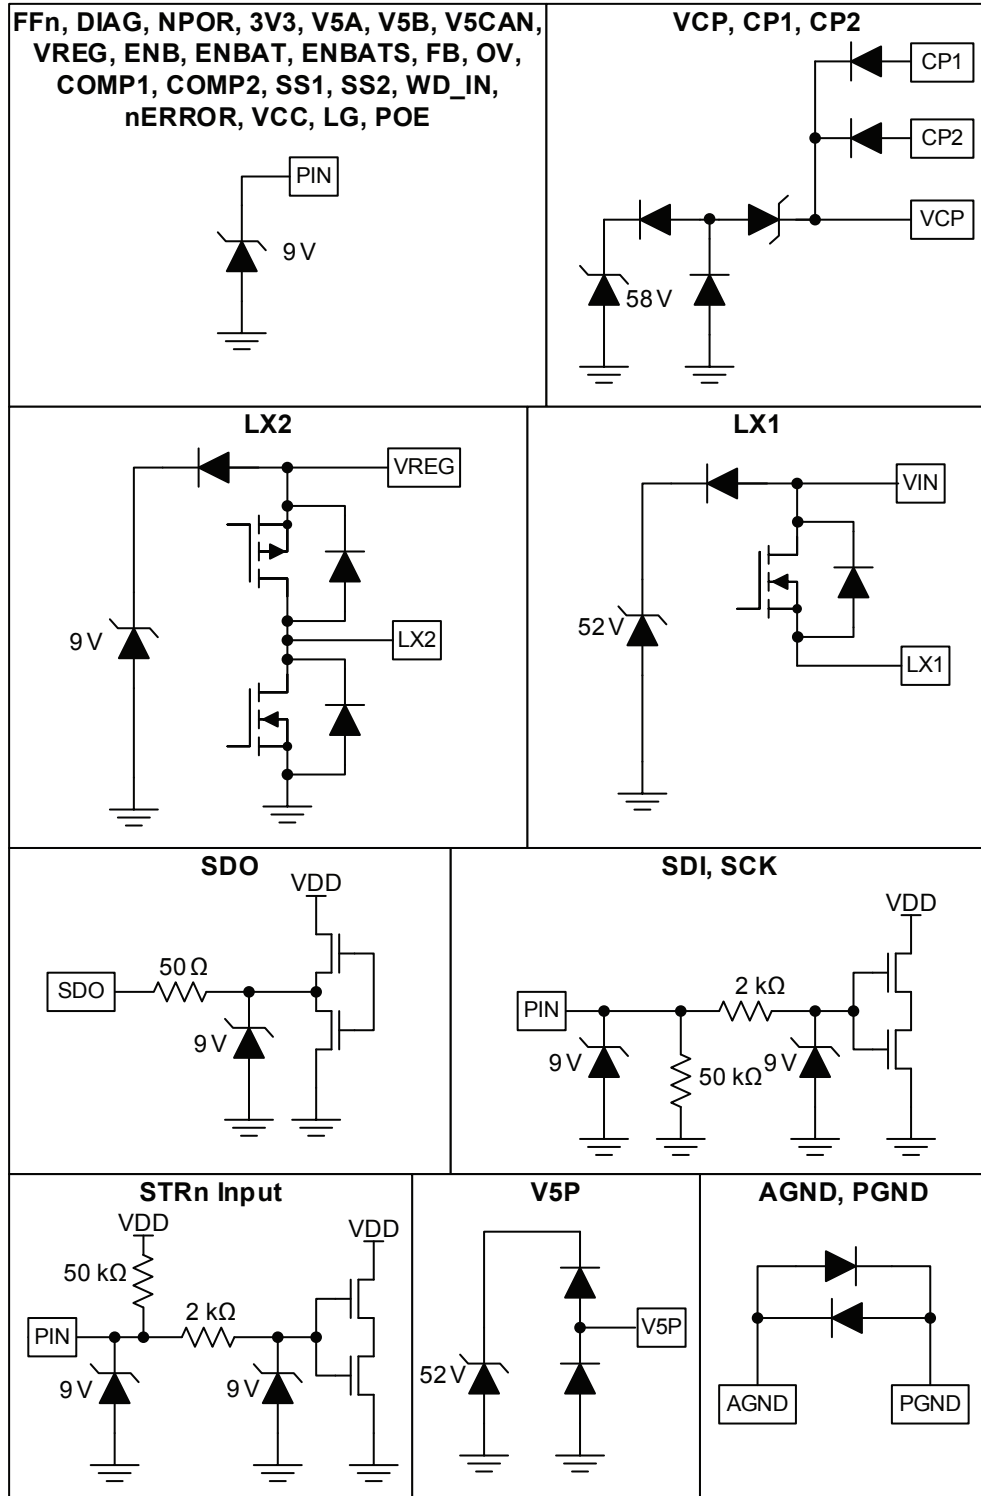 FFn, DIAG, NPOR, 3V3, V5A, V5B, V5CAN,
VREG, ENB, ENBAT, ENBATS, FB, OV,
COMP1, COMP2, SS1, SS2, WD_IN,
nERROR, VCC, LG, POE
PIN
9 V
VCP, CP1, CP2
CP1
CP2
VCP
58 V
LX2
VREG
9 V
LX2
LX1
VIN
52 V
LX1
SDO
VDD
50 Ω
SDO
9 V
SDI, SCK
VDD
2 kΩ
PIN
9 V
50 kΩ
9 V
STRn Input
VDD
VDD
50 kΩ
2 kΩ
PIN
9 V
9 V
V5P
V5P
52 V
AGND, PGND
AGND
PGND